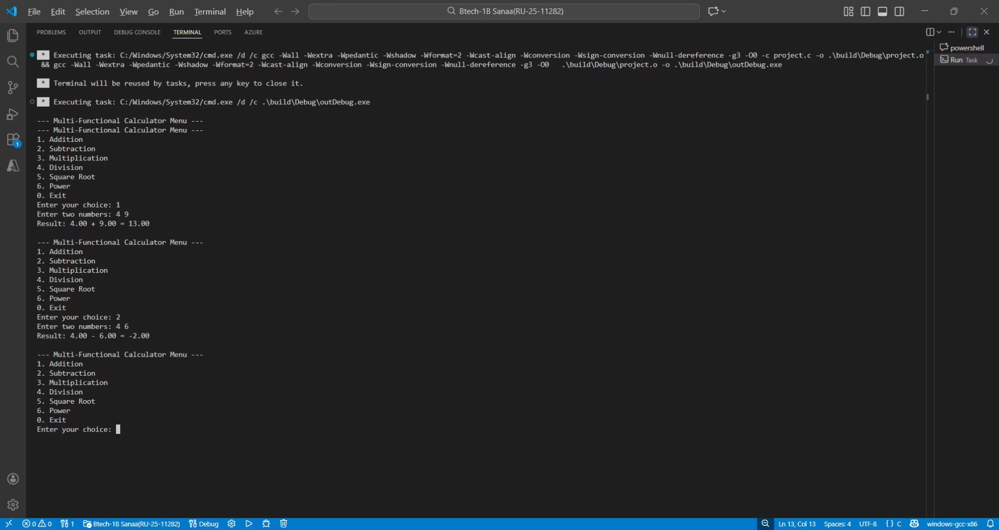 File Edit Selection View Go Run Terminal Help Btech-1B Sanaa(RU-25-11282)
PROBLEMS OUTPUT DEBUG CONSOLE TERMINAL PORTS AZURE
* Executing task: C:/Windows/System32/cmd.exe /d /c gcc -Wall -Wextra -Wpedantic -Wshadow -Wformat=2 -Wcast-align -Wconversion -Wsign-conversion -Wnull-dereference -g3 -O0 -c project.c -o .\build\Debug\project.o
&& gcc -Wall -Wextra -Wpedantic -Wshadow -Wformat=2 -Wcast-align -Wconversion -Wsign-conversion -Wnull-dereference -g3 -O0 .\build\Debug\project.o -o .\build\Debug\outDebug.exe
powershell
Run Task
* Terminal will be reused by tasks, press any key to close it.
* Executing task: C:/Windows/System32/cmd.exe /d /c .\build\Debug\outDebug.exe
--- Multi-Functional Calculator Menu ---
--- Multi-Functional Calculator Menu ---
1. Addition
2. Subtraction
3. Multiplication
4. Division
5. Square Root
6. Power
0. Exit
Enter your choice: 1
Enter two numbers: 4 9
Result: 4.00 + 9.00 = 13.00
--- Multi-Functional Calculator Menu ---
1. Addition
2. Subtraction
3. Multiplication
4. Division
5. Square Root
6. Power
0. Exit
Enter your choice: 2
Enter two numbers: 4 6
Result: 4.00 - 6.00 = -2.00
--- Multi-Functional Calculator Menu ---
1. Addition
2. Subtraction
3. Multiplication
4. Division
5. Square Root
6. Power
0. Exit
Enter your choice:
1
0 0 1 Btech-1B Sanaa(RU-25-11282) Debug Ln 13, Col 13 Spaces: 4 UTF-8 {} C windows-gcc-x86